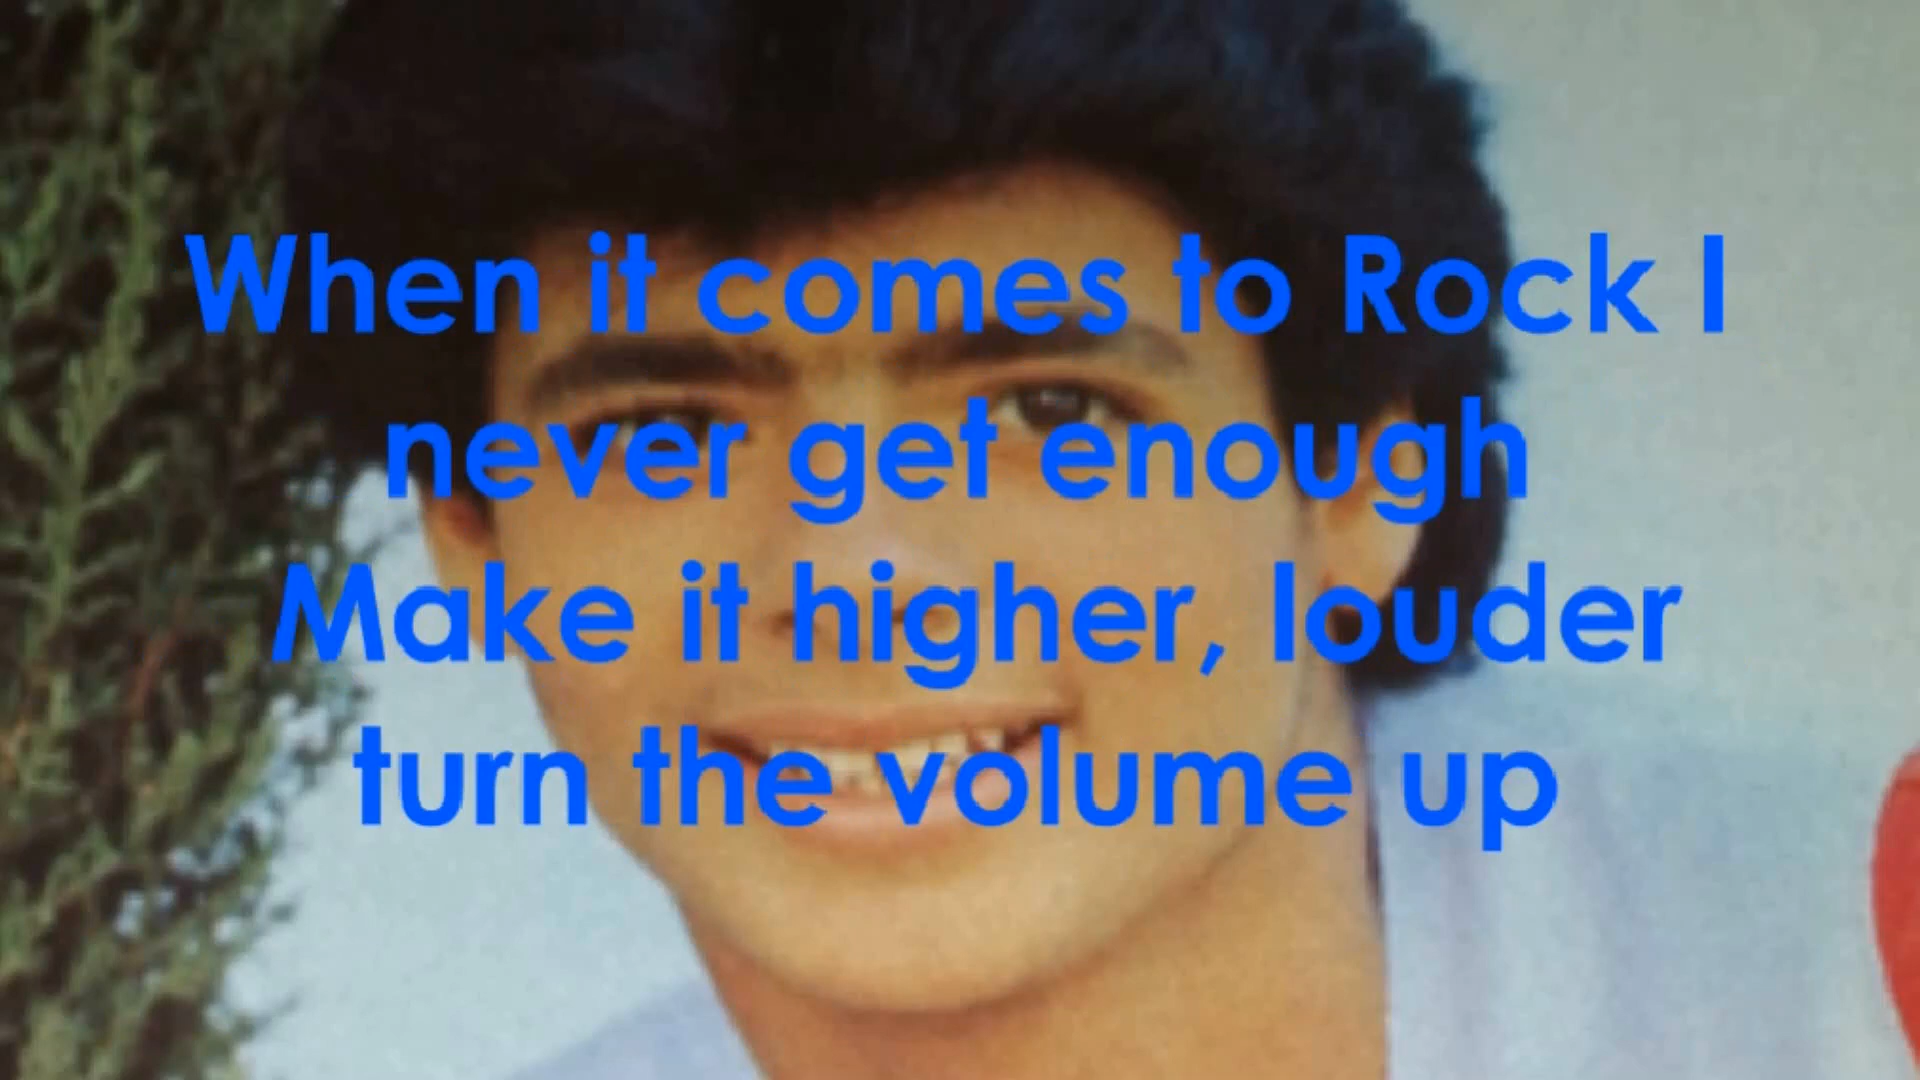 When it comes to Rock I
never get enough
Make it higher, louder
turn the volume up